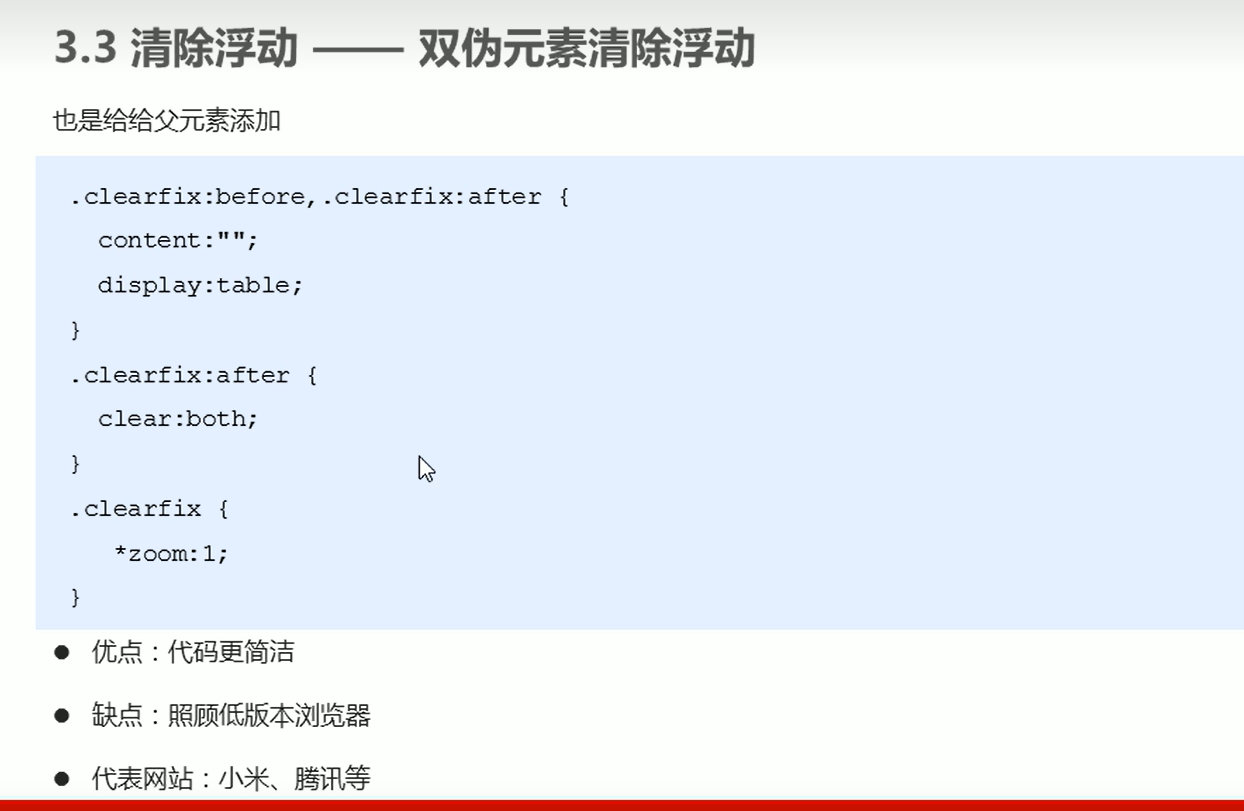 3.3 清除浮动 —— 双伪元素清除浮动
也是给给父元素添加
.clearfix:before,.clearfix:after {
content:"";
display:table;
}
.clearfix:after {
clear:both;
}
.clearfix {
*zoom:1;
}
● 优点：代码更简洁
● 缺点：照顾低版本浏览器
● 代表网站：小米、腾讯等